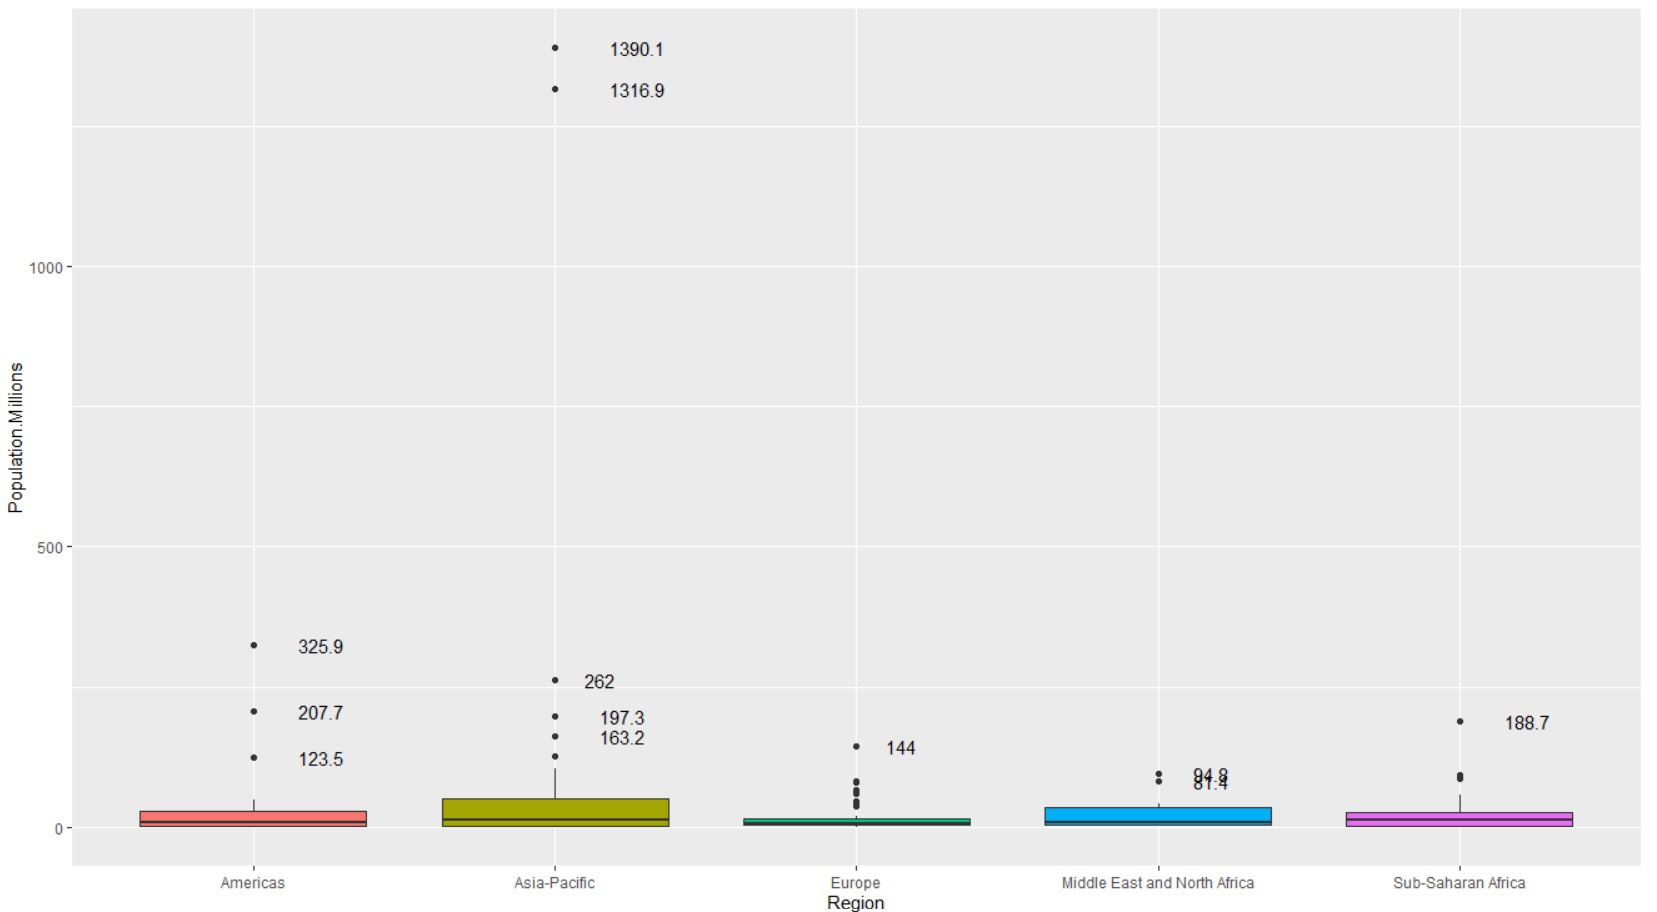 1390.1
1316.9
1000
Population.Millions
500
325.9
262
207.7
197.3
188.7
163.2
144
123.5
94.8
81.4
0
Americas
Asia-Pacific
Europe
Middle East and North Africa
Sub-Saharan Africa
Region